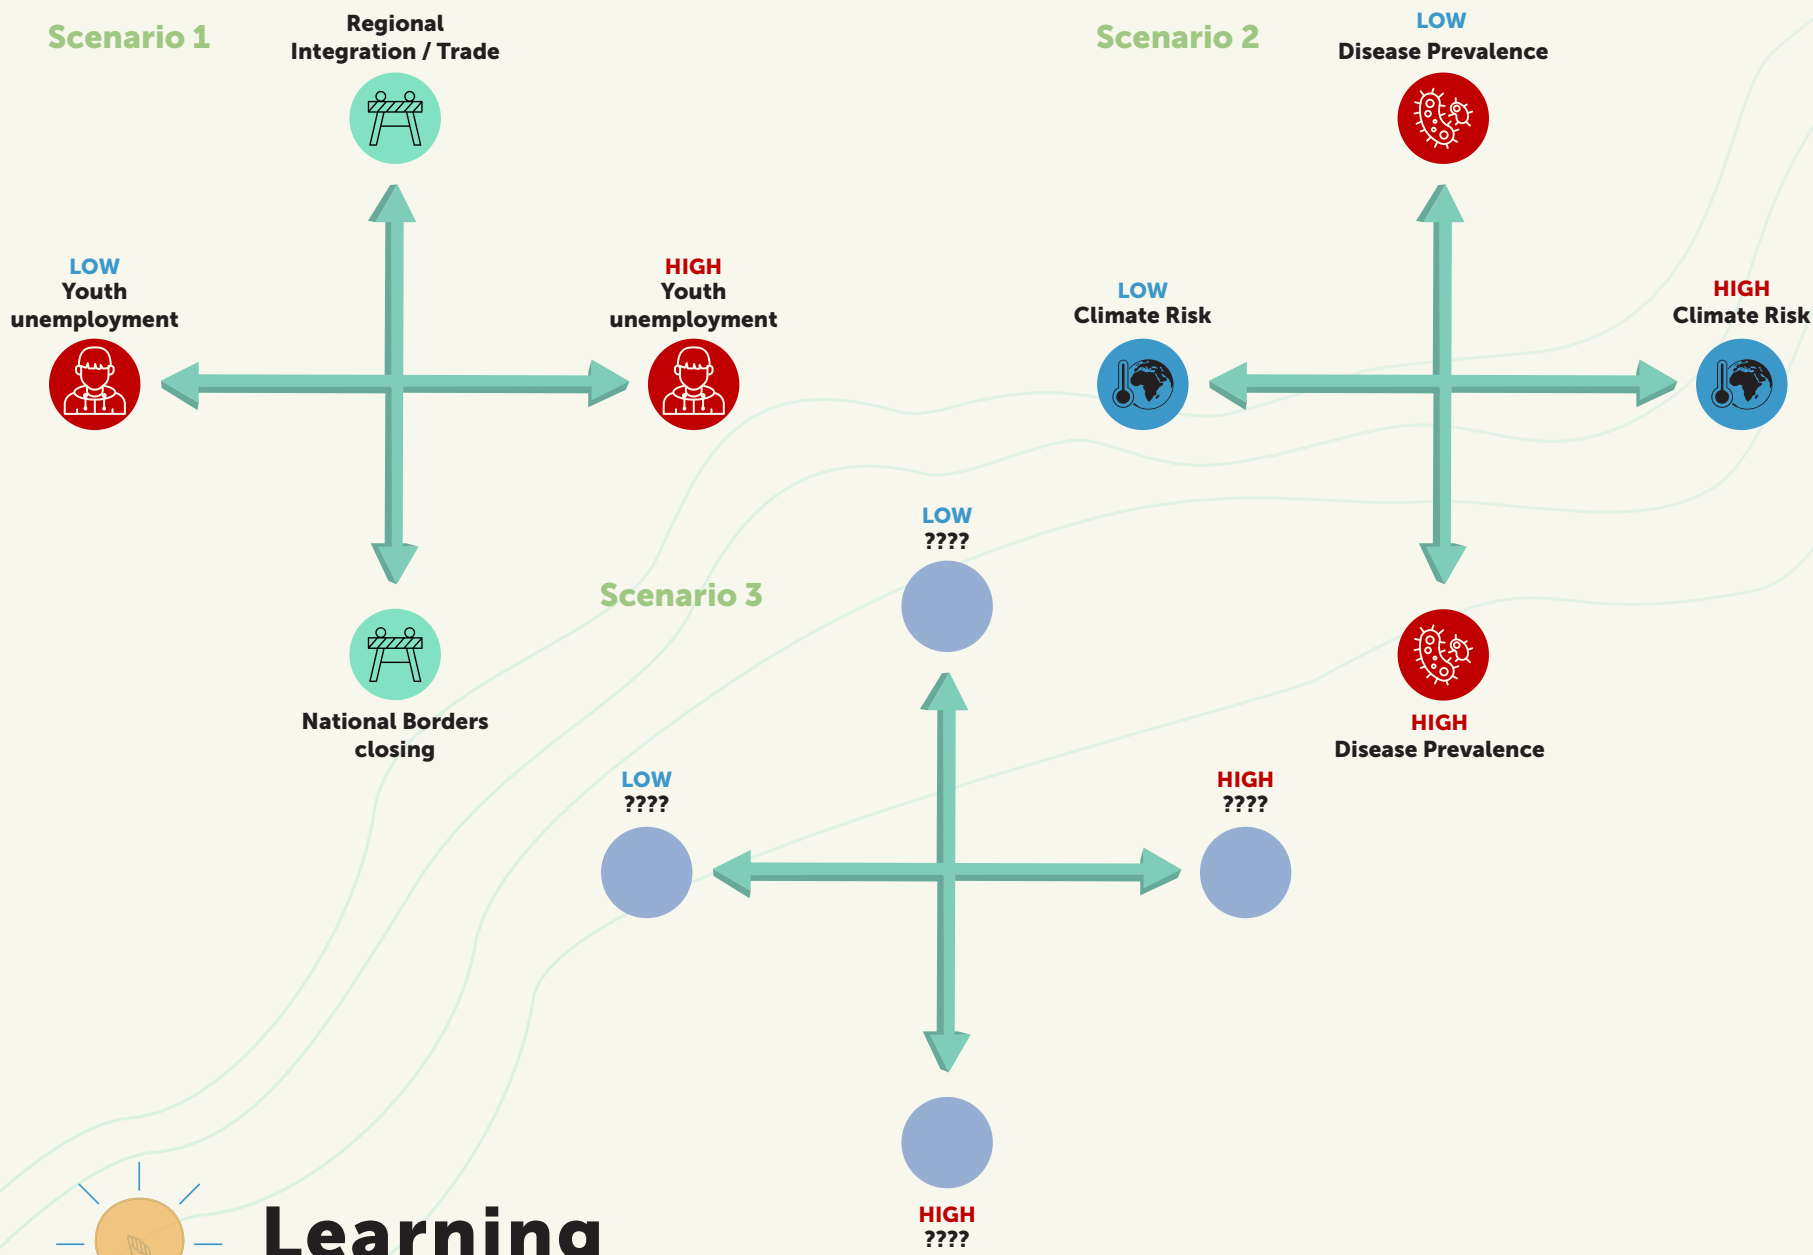 Scenario 1
Regional
Integration / Trade
LOW
Youth
unemployment
HIGH
Youth
unemployment
National Borders
closing
Scenario 2
LOW
Disease Prevalence
LOW
Climate Risk
HIGH
Climate Risk
HIGH
Disease Prevalence
Scenario 3
LOW
????
LOW
????
HIGH
????
HIGH
????
Learning